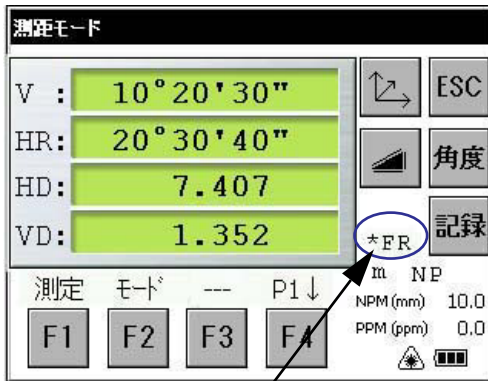 測距モード
V : 10°20'30"
HR: 20°30'40"
HD: 7.407
VD: 1.352
ESC
角度
記録
*FR
m NP
NPM (mm) 10.0
PPM (ppm) 0.0
測定 モード --- P1↓
F1 F2 F3 F4